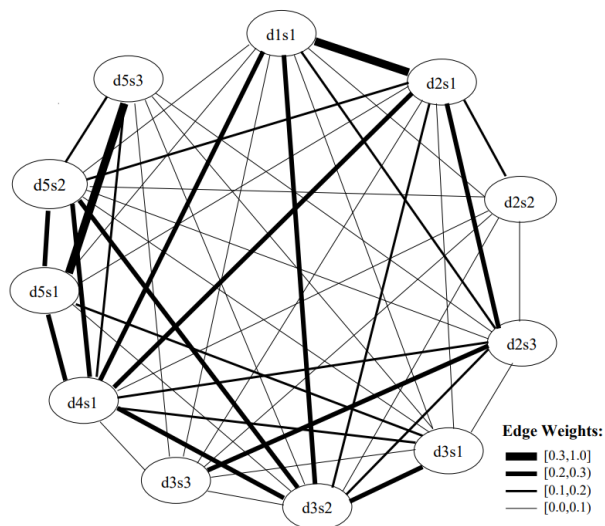 d1s1
d5s3
d2s1
d5s2
d2s2
d5s1
d2s3
d4s1
d3s1
d3s3
d3s2
Edge Weights:
[0.3,1.0]
[0.2,0.3)
[0.1,0.2)
[0.0,0.1)